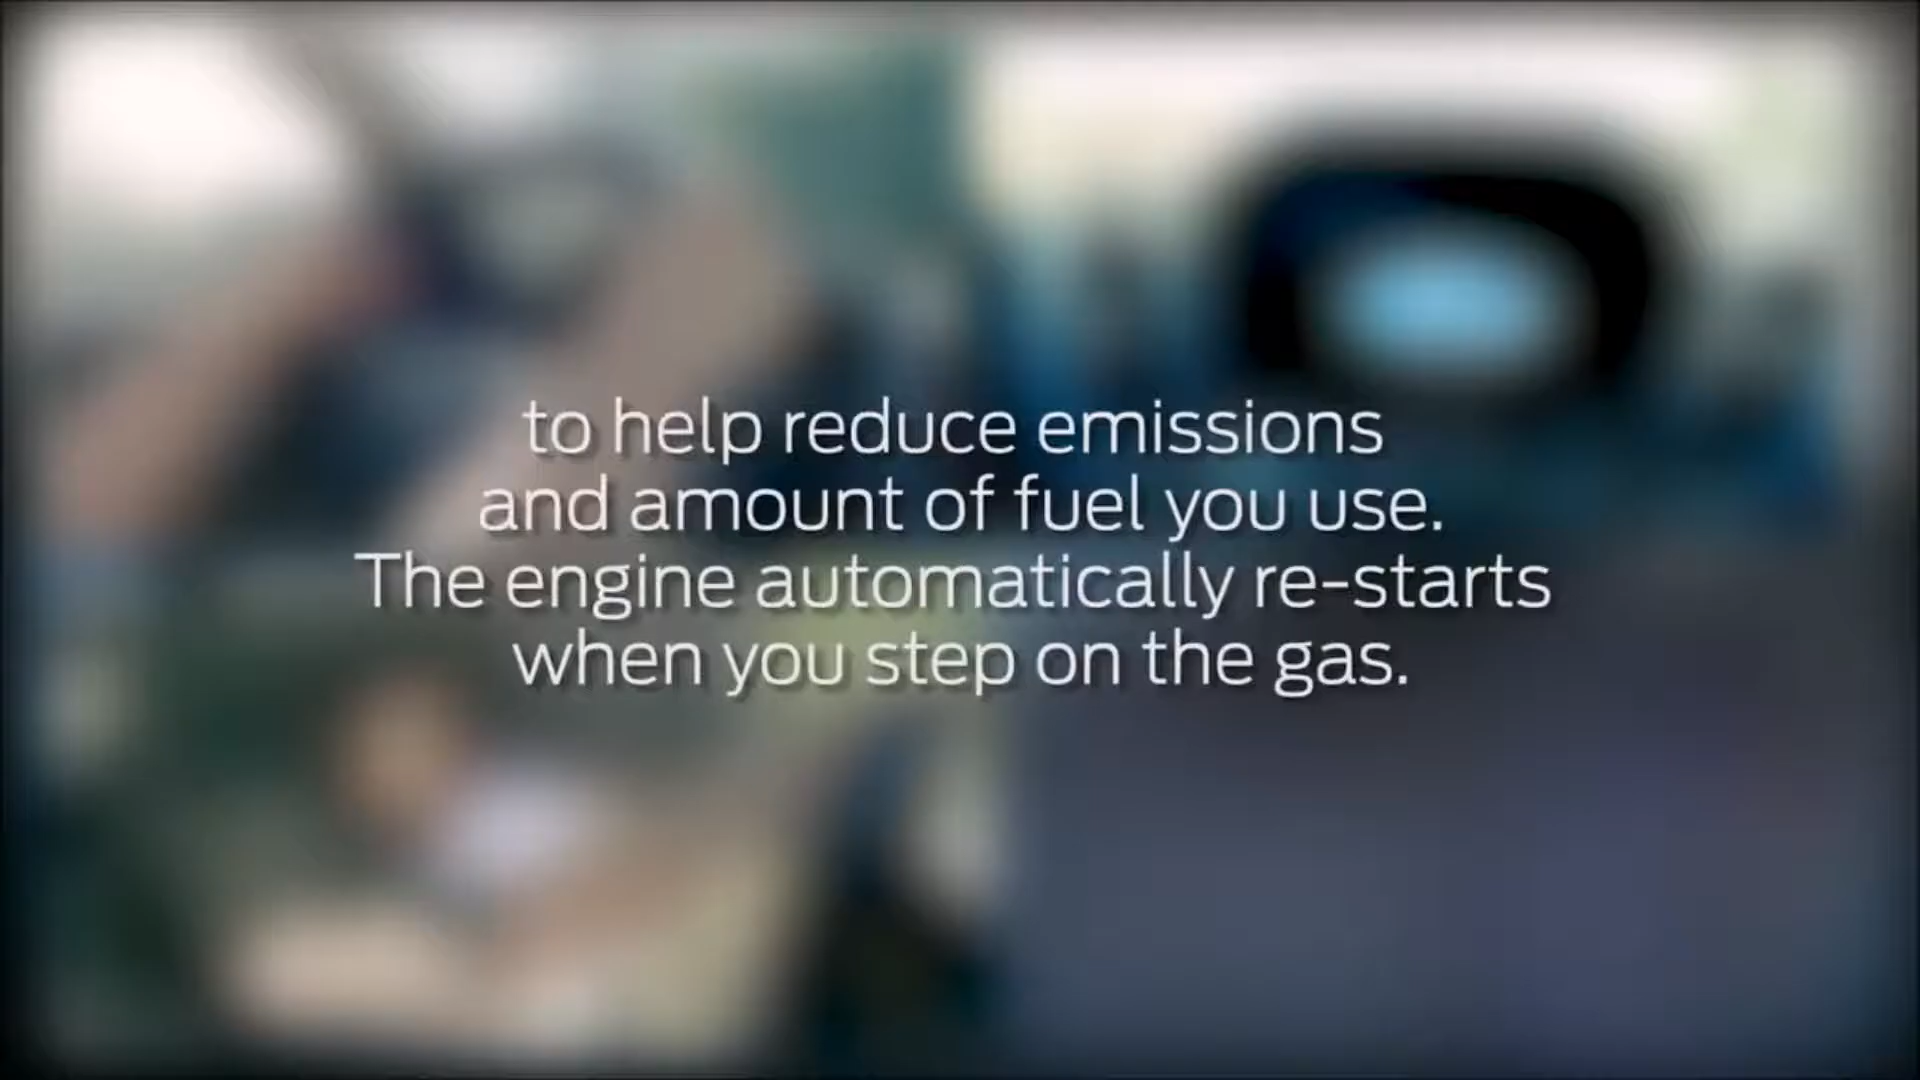 to help reduce emissions
and amount of fuel you use.
The engine automatically re-starts
when you step on the gas.